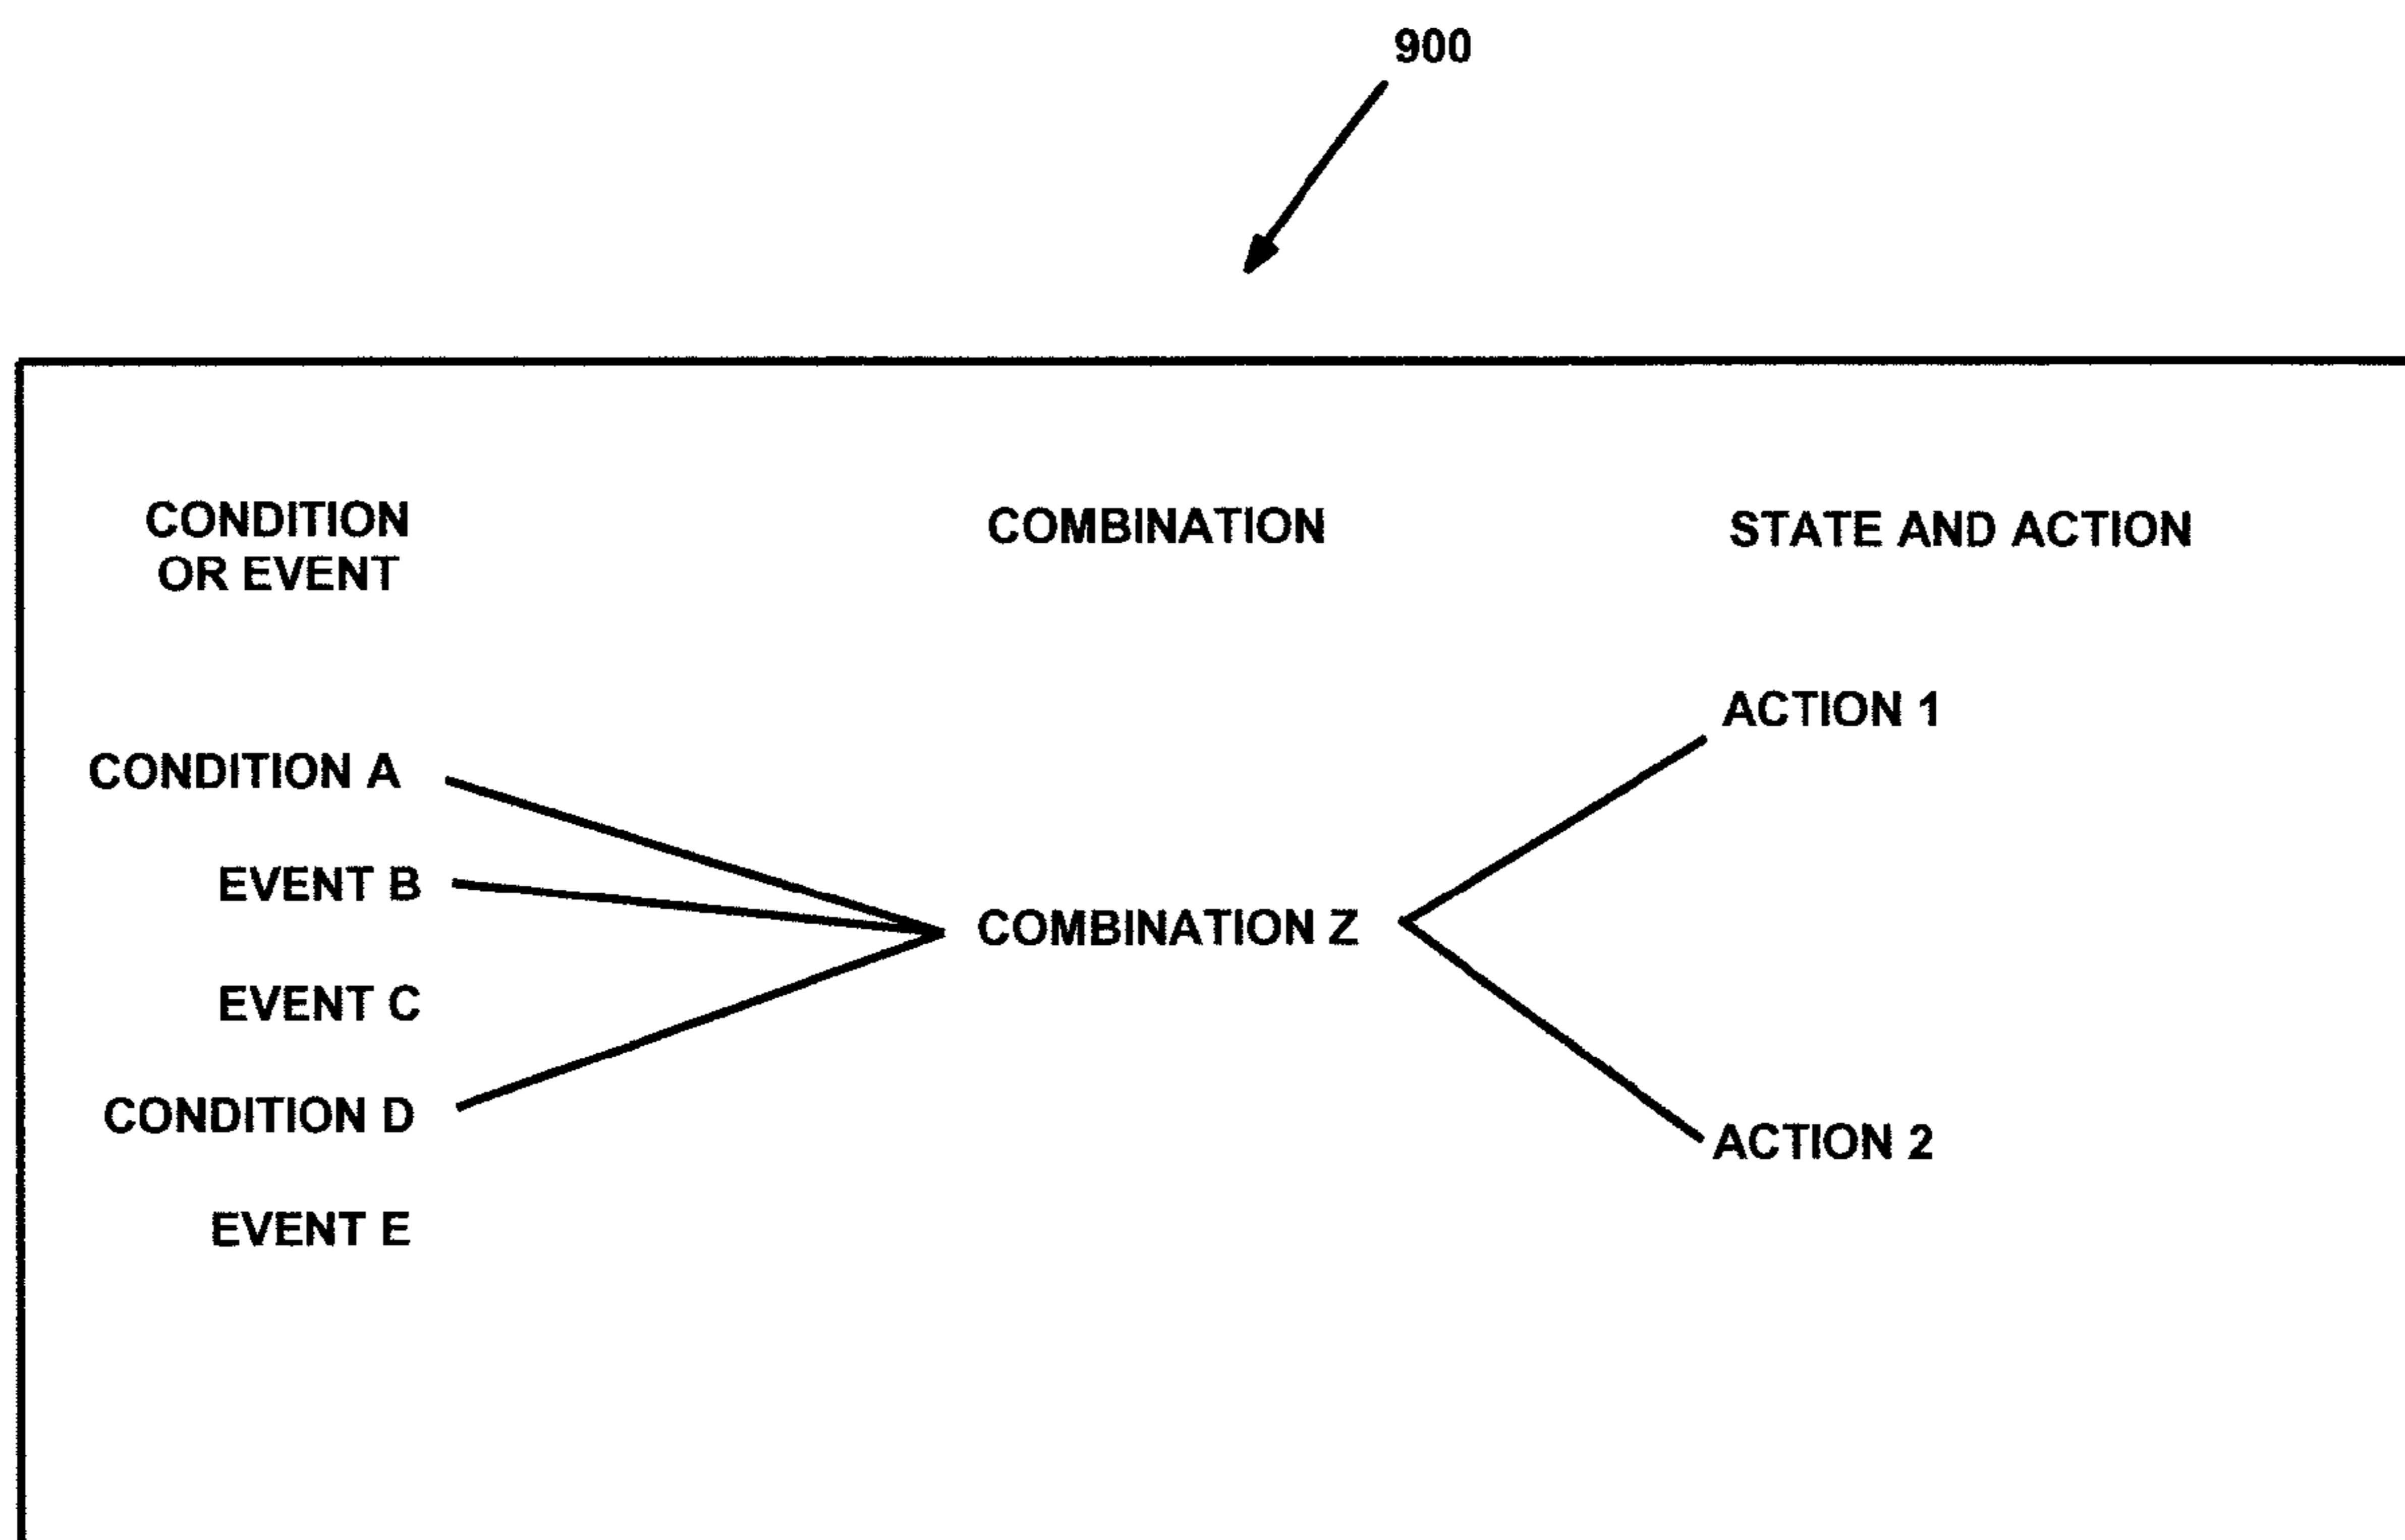 900
CONDITION
OR EVENT
COMBINATION
STATE AND ACTION
CONDITION A
EVENT B
EVENT C
CONDITION D
EVENT E
COMBINATION Z
ACTION 1
ACTION 2